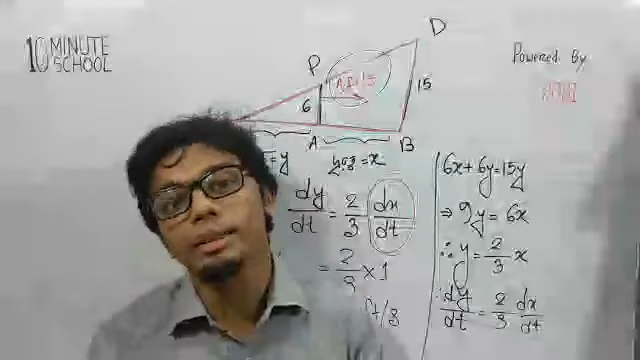 10 MINUTE
SCHOOL
Powered By
D
P
6
15
A
B
= y
= x
dy/dt = 2/3 dx/dt
= 2/3 × 1
6x + 6y = 15y
⇒ 9y = 6x
∴ y = 2/3 x
∴ dy/dt = 2/3 dx/dt